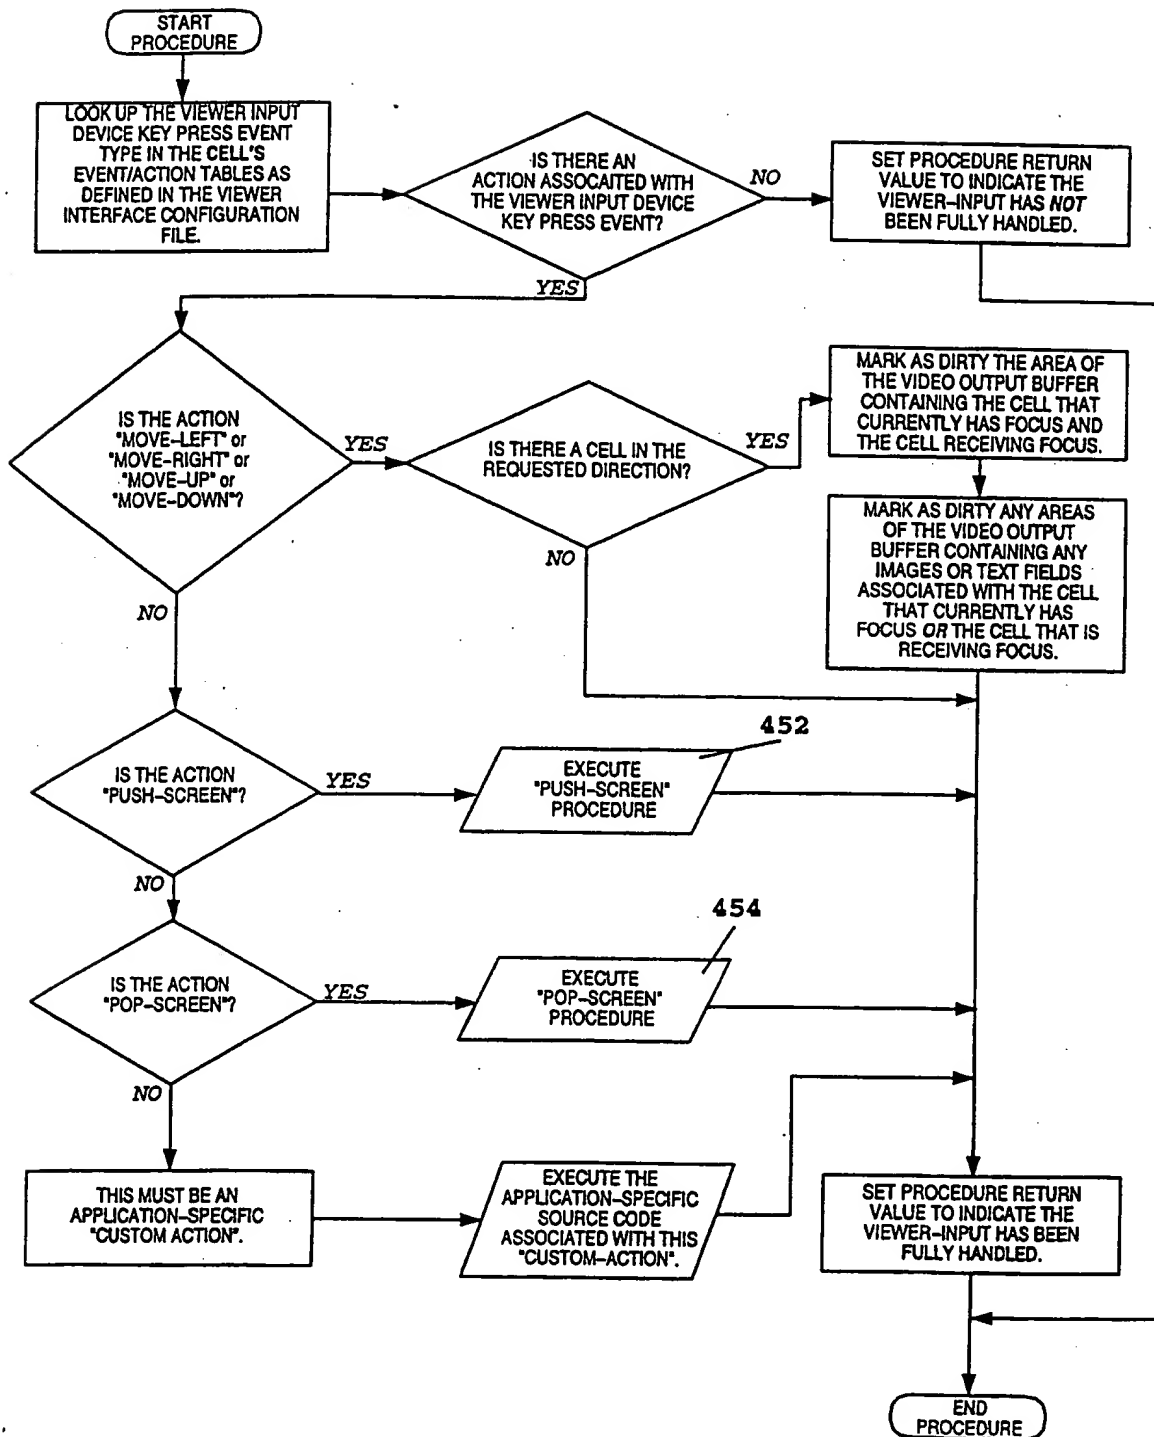 START
PROCEDURE
LOOK UP THE VIEWER INPUT
DEVICE KEY PRESS EVENT
TYPE IN THE CELL'S
EVENT/ACTION TABLES AS
DEFINED IN THE VIEWER
INTERFACE CONFIGURATION
FILE.
IS THERE AN
ACTION ASSOCAITED WITH
THE VIEWER INPUT DEVICE
KEY PRESS EVENT?
NO
SET PROCEDURE RETURN
VALUE TO INDICATE THE
VIEWER-INPUT HAS NOT
BEEN FULLY HANDLED.
YES
IS THE ACTION
"MOVE-LEFT" or
"MOVE-RIGHT" or
"MOVE-UP" or
"MOVE-DOWN"?
YES
IS THERE A CELL IN THE
REQUESTED DIRECTION?
YES
MARK AS DIRTY THE AREA OF
THE VIDEO OUTPUT BUFFER
CONTAINING THE CELL THAT
CURRENTLY HAS FOCUS AND
THE CELL RECEIVING FOCUS.
MARK AS DIRTY ANY AREAS
OF THE VIDEO OUTPUT
BUFFER CONTAINING ANY
IMAGES OR TEXT FIELDS
ASSOCIATED WITH THE CELL
THAT CURRENTLY HAS
FOCUS OR THE CELL THAT IS
RECEIVING FOCUS.
NO
NO
IS THE ACTION
"PUSH-SCREEN"?
YES
452
EXECUTE
"PUSH-SCREEN"
PROCEDURE
NO
IS THE ACTION
"POP-SCREEN"?
YES
454
EXECUTE
"POP-SCREEN"
PROCEDURE
NO
THIS MUST BE AN
APPLICATION-SPECIFIC
"CUSTOM ACTION".
EXECUTE THE
APPLICATION-SPECIFIC
SOURCE CODE
ASSOCIATED WITH THIS
"CUSTOM-ACTION".
SET PROCEDURE RETURN
VALUE TO INDICATE THE
VIEWER-INPUT HAS BEEN
FULLY HANDLED.
END
PROCEDURE